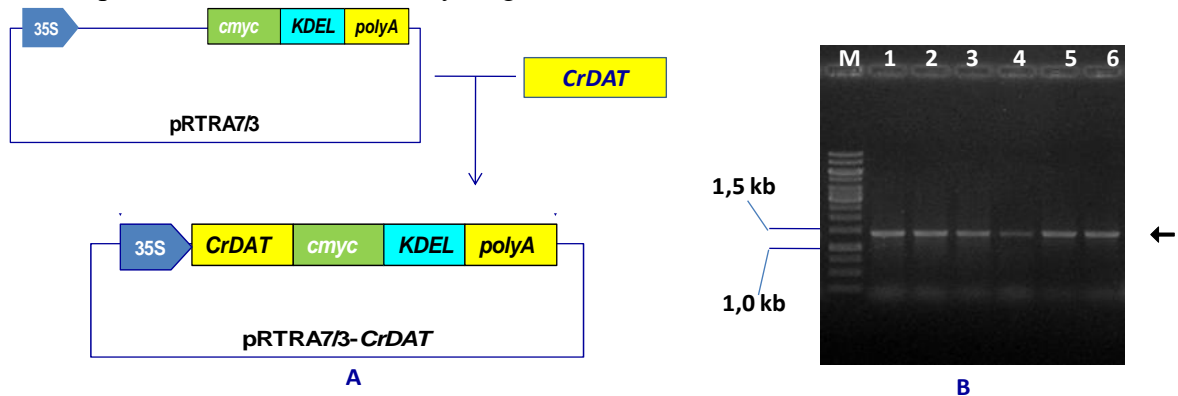 35S cmyc KDEL polyA
CrDAT
pRTRA7/3
35S CrDAT cmyc KDEL polyA
pRTRA7/3-CrDAT
A
M 1 2 3 4 5 6
1,5 kb
1,0 kb
B